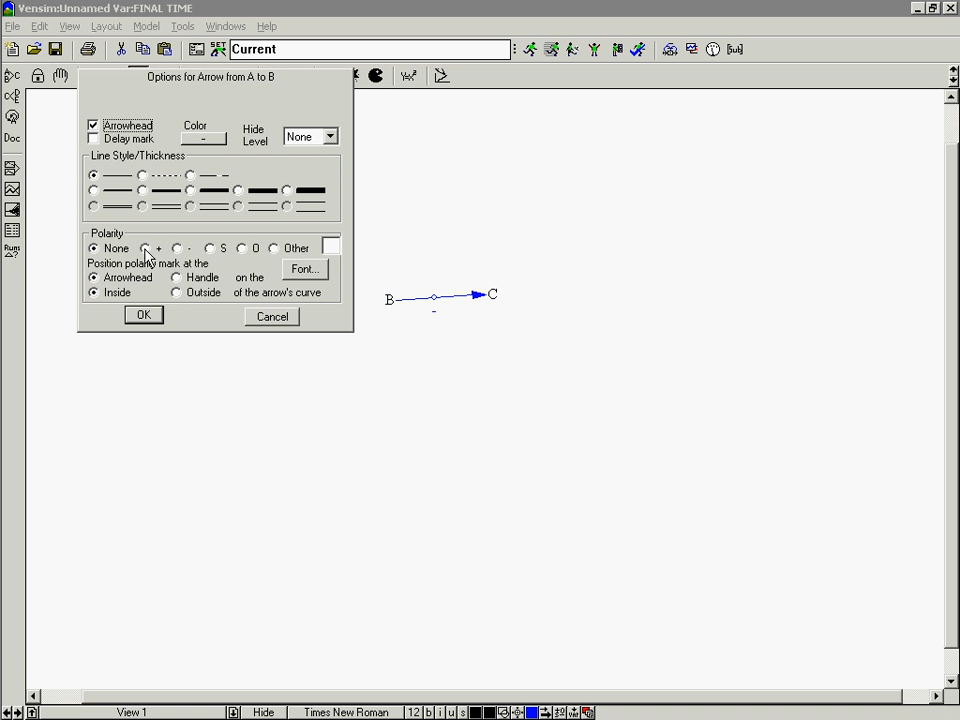 Vensim:Unnamed Var:FINAL TIME
File Edit View Layout Model Tools Windows Help
SET Current
Options for Arrow from A to B
Arrowhead Color Hide Level None
Delay mark -
Doc
Line Style/Thickness
Runs
Polarity
None + - S O Other
Position polarity mark at the Font...
Arrowhead Handle on the
Inside Outside of the arrow's curve
OK Cancel
B C
-
View 1 Hide Times New Roman 12 b i u s